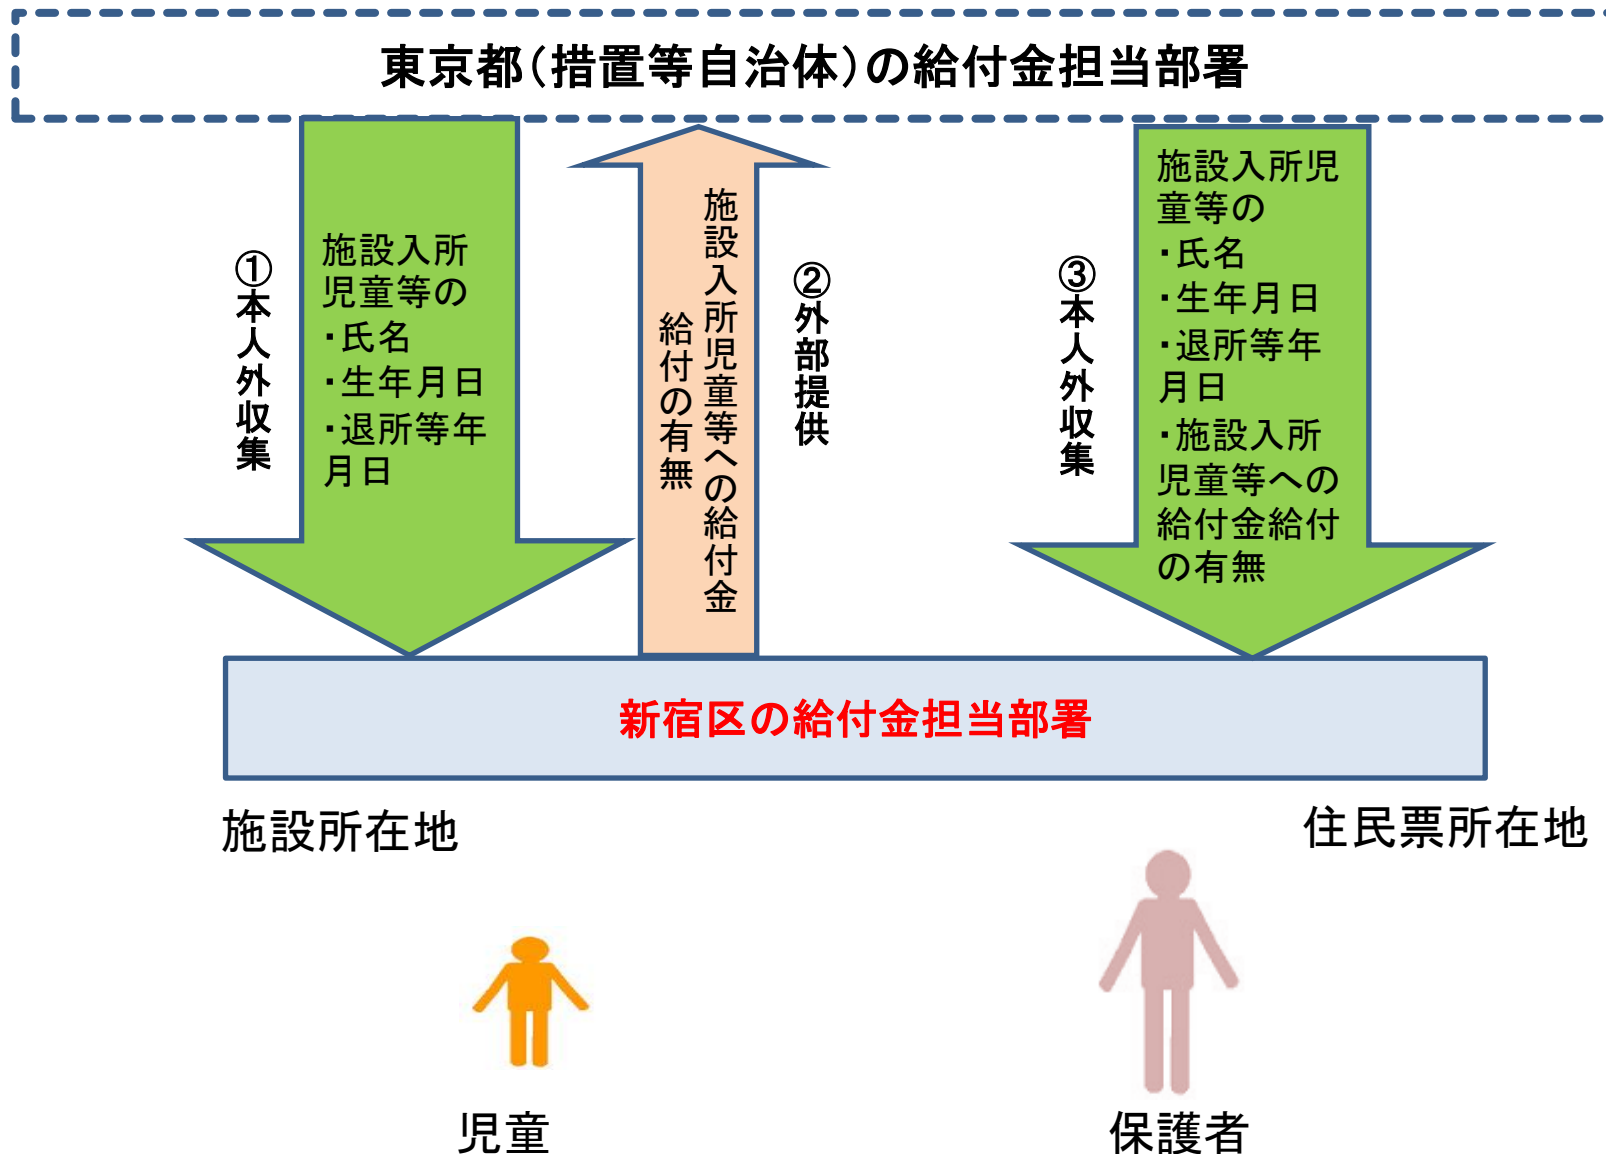 東京都（措置等自治体）の給付金担当部署
①本人外収集
施設入所
児童等の
・氏名
・生年月日
・退所等年
月日
施設入所児童等への給付金
給付の有無
②外部提供
③本人外収集
施設入所児
童等の
・氏名
・生年月日
・退所等年
月日
・施設入所
児童等への
給付金給付
の有無
新宿区の給付金担当部署
施設所在地
住民票所在地
児童
保護者